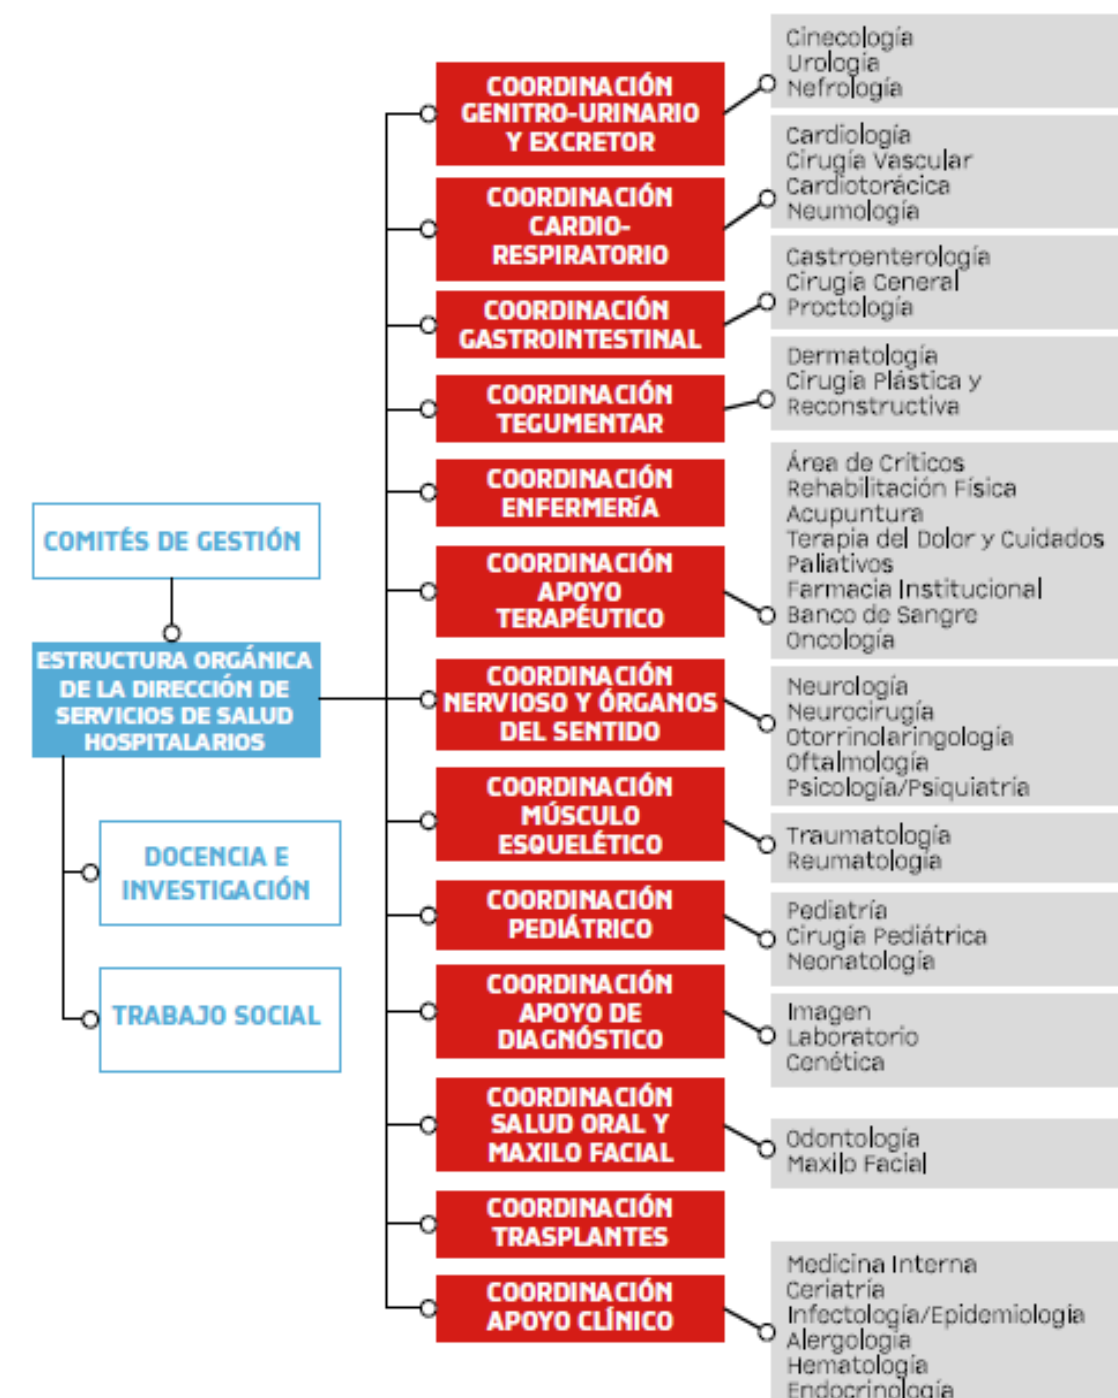 COMITÉS DE GESTIÓN
ESTRUCTURA ORGÁNICA
DE LA DIRECCIÓN DE
SERVICIOS DE SALUD
HOSPITALARIOS
DOCENCIA E
INVESTIGACIÓN
TRABAJO SOCIAL
COORDINACIÓN
GENITRO-URINARIO
Y EXCRETOR
Ginecología
Urología
Nefrología
COORDINACIÓN
CARDIO-
RESPIRATORIO
Cardiología
Cirugía Vascular
Cardiotorácica
Neumología
COORDINACIÓN
GASTROINTESTINAL
Gastroenterología
Cirugía General
Proctología
COORDINACIÓN
TEGUMENTAR
Dermatología
Cirugía Plástica y
Reconstructiva
COORDINACIÓN
ENFERMERíA
COORDINACIÓN
APOYO
TERAPÉUTICO
Área de Críticos
Rehabilitación Física
Acupuntura
Terapia del Dolor y Cuidados
Paliativos
Farmacia Institucional
Banco de Sangre
Oncología
COORDINACIÓN
NERVIOSO Y ÓRGANOS
DEL SENTIDO
Neurología
Neurocirugía
Otorrinolaringología
Oftalmología
Psicología/Psiquiatría
COORDINACIÓN
MÚSCULO
ESQUELÉTICO
Traumatología
Reumatología
COORDINACIÓN
PEDIÁTRICO
Pediatría
Cirugía Pediátrica
Neonatología
COORDINACIÓN
APOYO DE
DIAGNÓSTICO
Imagen
Laboratorio
Genética
COORDINACIÓN
SALUD ORAL Y
MAXILO FACIAL
Odontología
Maxilo Facial
COORDINACIÓN
TRASPLANTES
COORDINACIÓN
APOYO CLÍNICO
Medicina Interna
Geriatría
Infectología/Epidemiología
Alergología
Hematología
Endocrinología